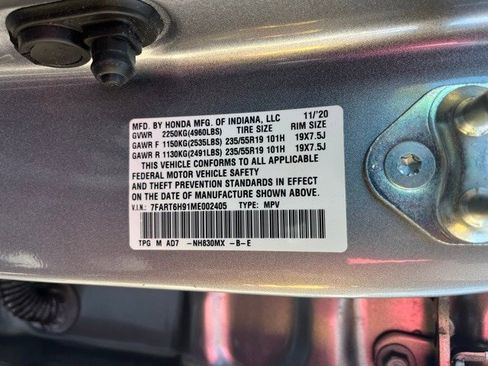 MFD. BY HONDA MFG. OF INDIANA, LLC 11/'20
GVWR 2250KG(4960LBS) TIRE SIZE RIM SIZE
GAWR F 1150KG(2535LBS) 235/55R19 101H 19X7.5J
GAWR R 1130KG(2491LBS) 235/55R19 101H 19X7.5J
THIS VEHICLE CONFORMS TO ALL APPLICABLE
FEDERAL MOTOR VEHICLE SAFETY
AND THEFT PREVENTION STANDARDS IN EFFECT
ON THE DATE OF MANUFACTURE SHOWN ABOVE.
V.I.N.: 7FART6H91ME002405 TYPE: MPV
TPG M AD7 -NH830MX -B-E